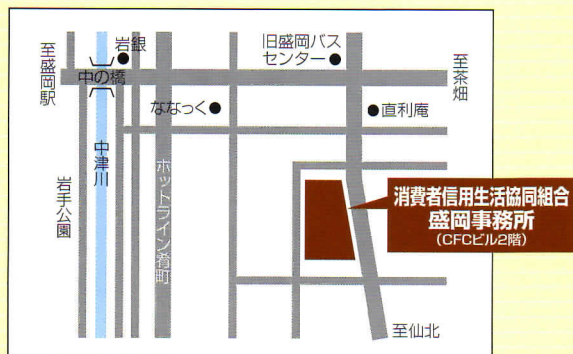 岩銀
旧盛岡バス
センター
至盛岡駅
中の橋
至茶畑
ななっく
直利庵
中津川
岩手公園
ホットライン肴町
消費者信用生活協同組合
盛岡事務所
(CFCビル2階)
至仙北